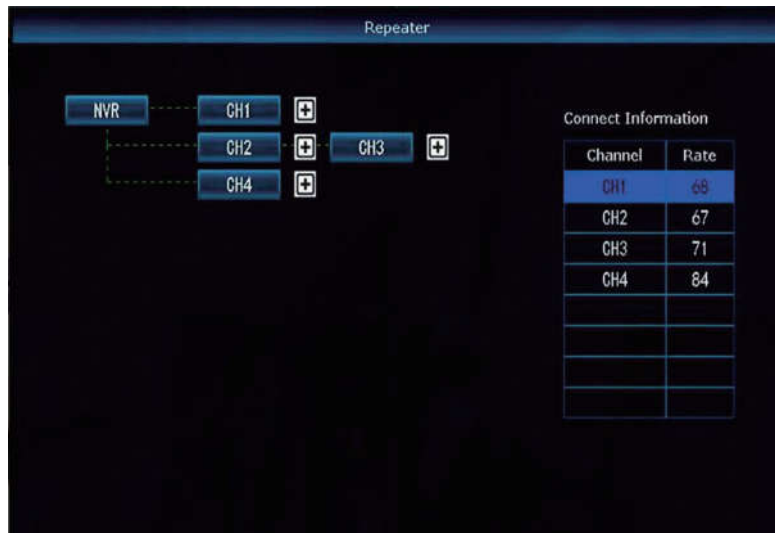 Repeater
NVR CH1 +
CH2 + CH3 +
CH4 +
Connect Information
Channel Rate
CH1 68
CH2 67
CH3 71
CH4 84